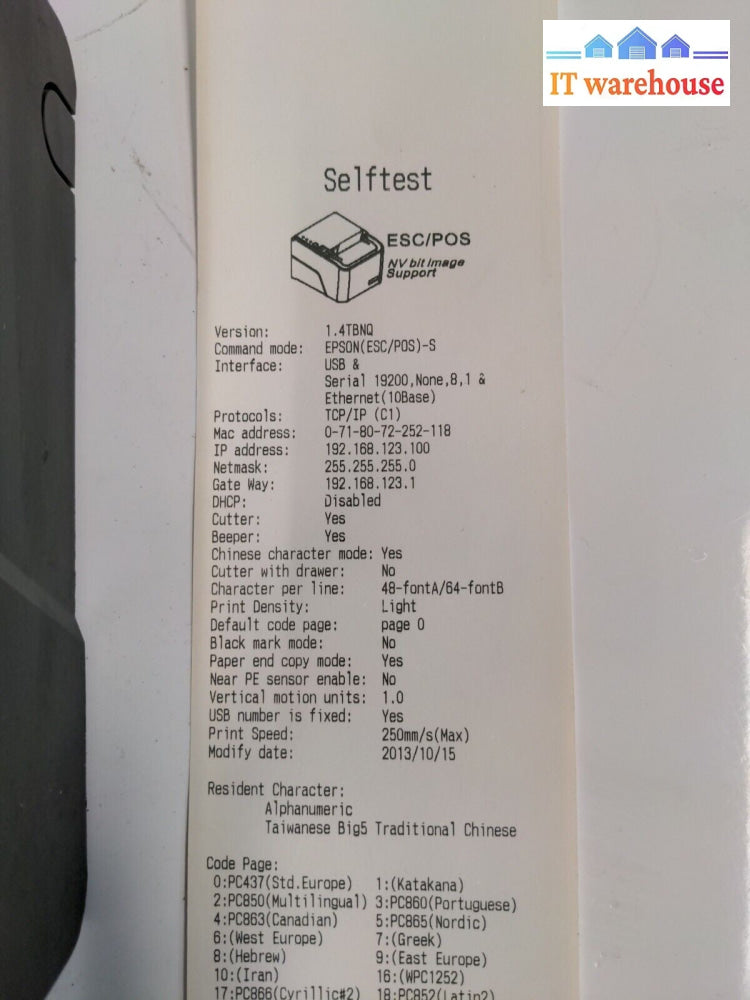 IT warehouse
Selftest
ESC/POS
NV bit image
Support
Version: 1.4TBNQ
Command mode: EPSON(ESC/POS)-S
Interface: USB &
Serial 19200,None,8,1 &
Ethernet(10Base)
Protocols: TCP/IP (C1)
Mac address: 0-71-80-72-252-118
IP address: 192.168.123.100
Netmask: 255.255.255.0
Gate Way: 192.168.123.1
DHCP: Disabled
Cutter: Yes
Beeper: Yes
Chinese character mode: Yes
Cutter with drawer: No
Character per line: 48-fontA/64-fontB
Print Density: Light
Default code page: page 0
Black mark mode: No
Paper end copy mode: Yes
Near PE sensor enable: No
Vertical motion units: 1.0
USB number is fixed: Yes
Print Speed: 250mm/s(Max)
Modify date: 2013/10/15
Resident Character:
Alphanumeric
Taiwanese Big5 Traditional Chinese
Code Page:
0:PC437(Std.Europe) 1:(Katakana)
2:PC850(Multilingual) 3:PC860(Portuguese)
4:PC863(Canadian) 5:PC865(Nordic)
6:(West Europe) 7:(Greek)
8:(Hebrew) 9:(East Europe)
10:(Iran) 16:(WPC1252)
17:PC866(Cyrillic#2) 18:PC852(Latin2)